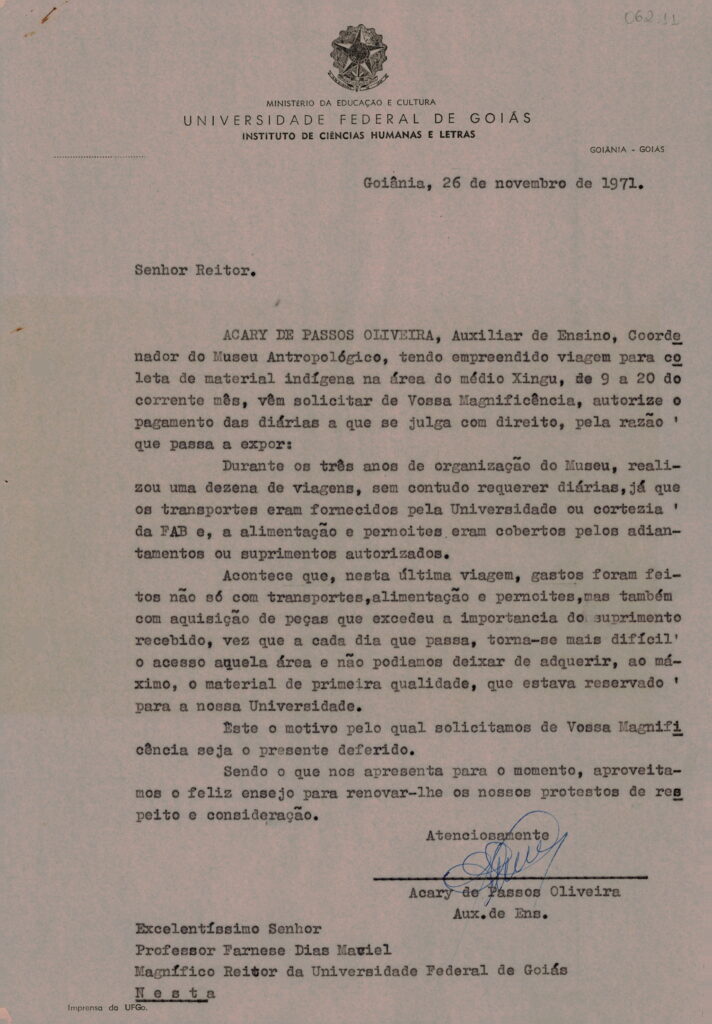 062.11
MINISTÉRIO DA EDUCAÇÃO E CULTURA
UNIVERSIDADE FEDERAL DE GOIÁS
INSTITUTO DE CIÊNCIAS HUMANAS E LETRAS
GOIÂNIA - GOIAS
Goiânia, 26 de novembro de 1971.
Senhor Reitor.
ACARY DE PASSOS OLIVEIRA, Auxiliar de Ensino, Coorde
nador do Museu Antropológico, tendo empreendido viagem para co
leta de material indígena na área do médio Xingu, de 9 a 20 do
corrente mês, vêm solicitar de Vossa Magnificência, autorize o
pagamento das diárias a que se julga com direito, pela razão '
que passa a expor:
Durante os três anos de organização do Museu, reali-
zou uma dezena de viagens, sem contudo requerer diárias,já que
os transportes eram fornecidos pela Universidade ou cortezia '
da FAB e, a alimentação e pernoites eram cobertos pelos adian-
tamentos ou suprimentos autorizados.
Acontece que, nesta última viagem, gastos foram fei-
tos não só com transportes,alimentação e pernoites,mas também
com aquisição de peças que excedeu a importancia do suprimento
recebido, vez que a cada dia que passa, torna-se mais difícil'
o acesso aquela área e não podiamos deixar de adquerir, ao má-
ximo, o material de primeira qualidade, que estava reservado '
para a nossa Universidade.
Êste o motivo pelo qual solicitamos de Vossa Magnifi
cência seja o presente deferido.
Sendo o que nos apresenta para o momento, aproveita-
mos o feliz ensejo para renovar-lhe os nossos protestos de res
peito e consideração.
Atenciosamente
Acary de Passos Oliveira
Aux.de Ens.
Excelentíssimo Senhor
Professor Farnese Dias Maciel
Magnífico Reitor da Universidade Federal de Goiás
N e s t a
Imprensa da UFGo.